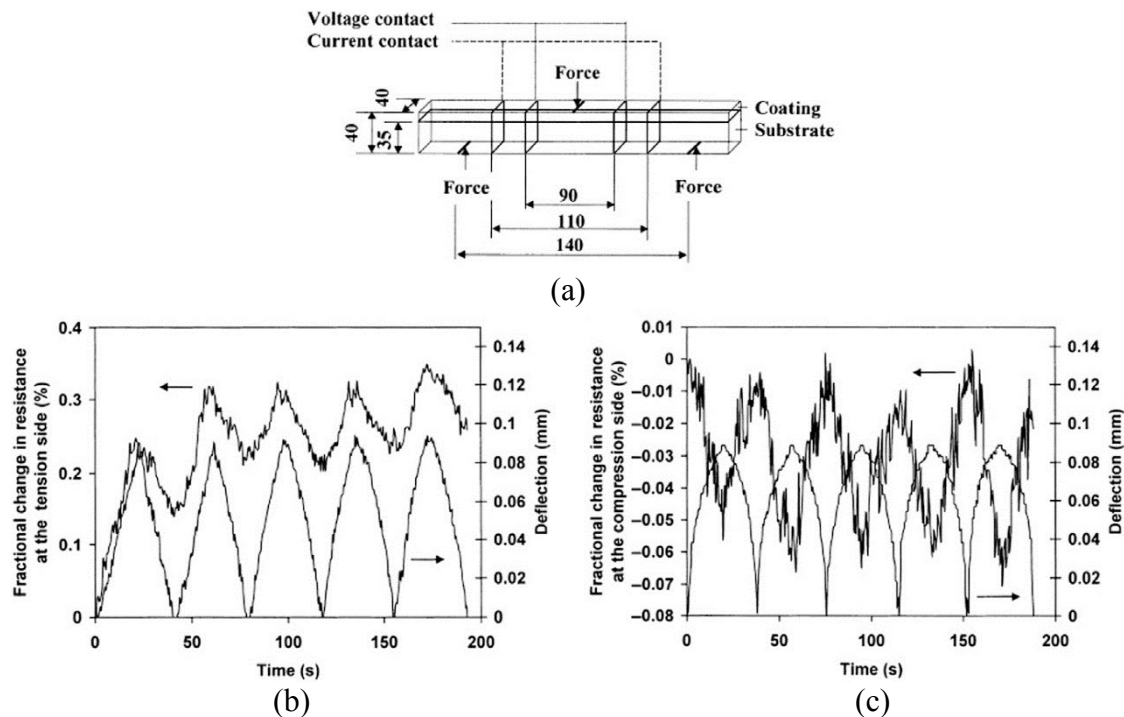 Voltage contact
Current contact
Force
40
Coating
Substrate
40
35
Force
Force
90
110
140
(a)
Fractional change in resistance
at the tension side (%)
0.4
0.3
0.2
0.1
0
0.14
0.12
0.1
0.08
0.06
0.04
0.02
0
Deflection (mm)
0 50 100 150 200
Time (s)
(b)
Fractional change in resistance
at the compression side (%)
0.01
0
–0.01
–0.02
–0.03
–0.04
–0.05
–0.06
–0.07
–0.08
0.14
0.12
0.1
0.08
0.06
0.04
0.02
0
Deflection (mm)
0 50 100 150 200
Time (s)
(c)